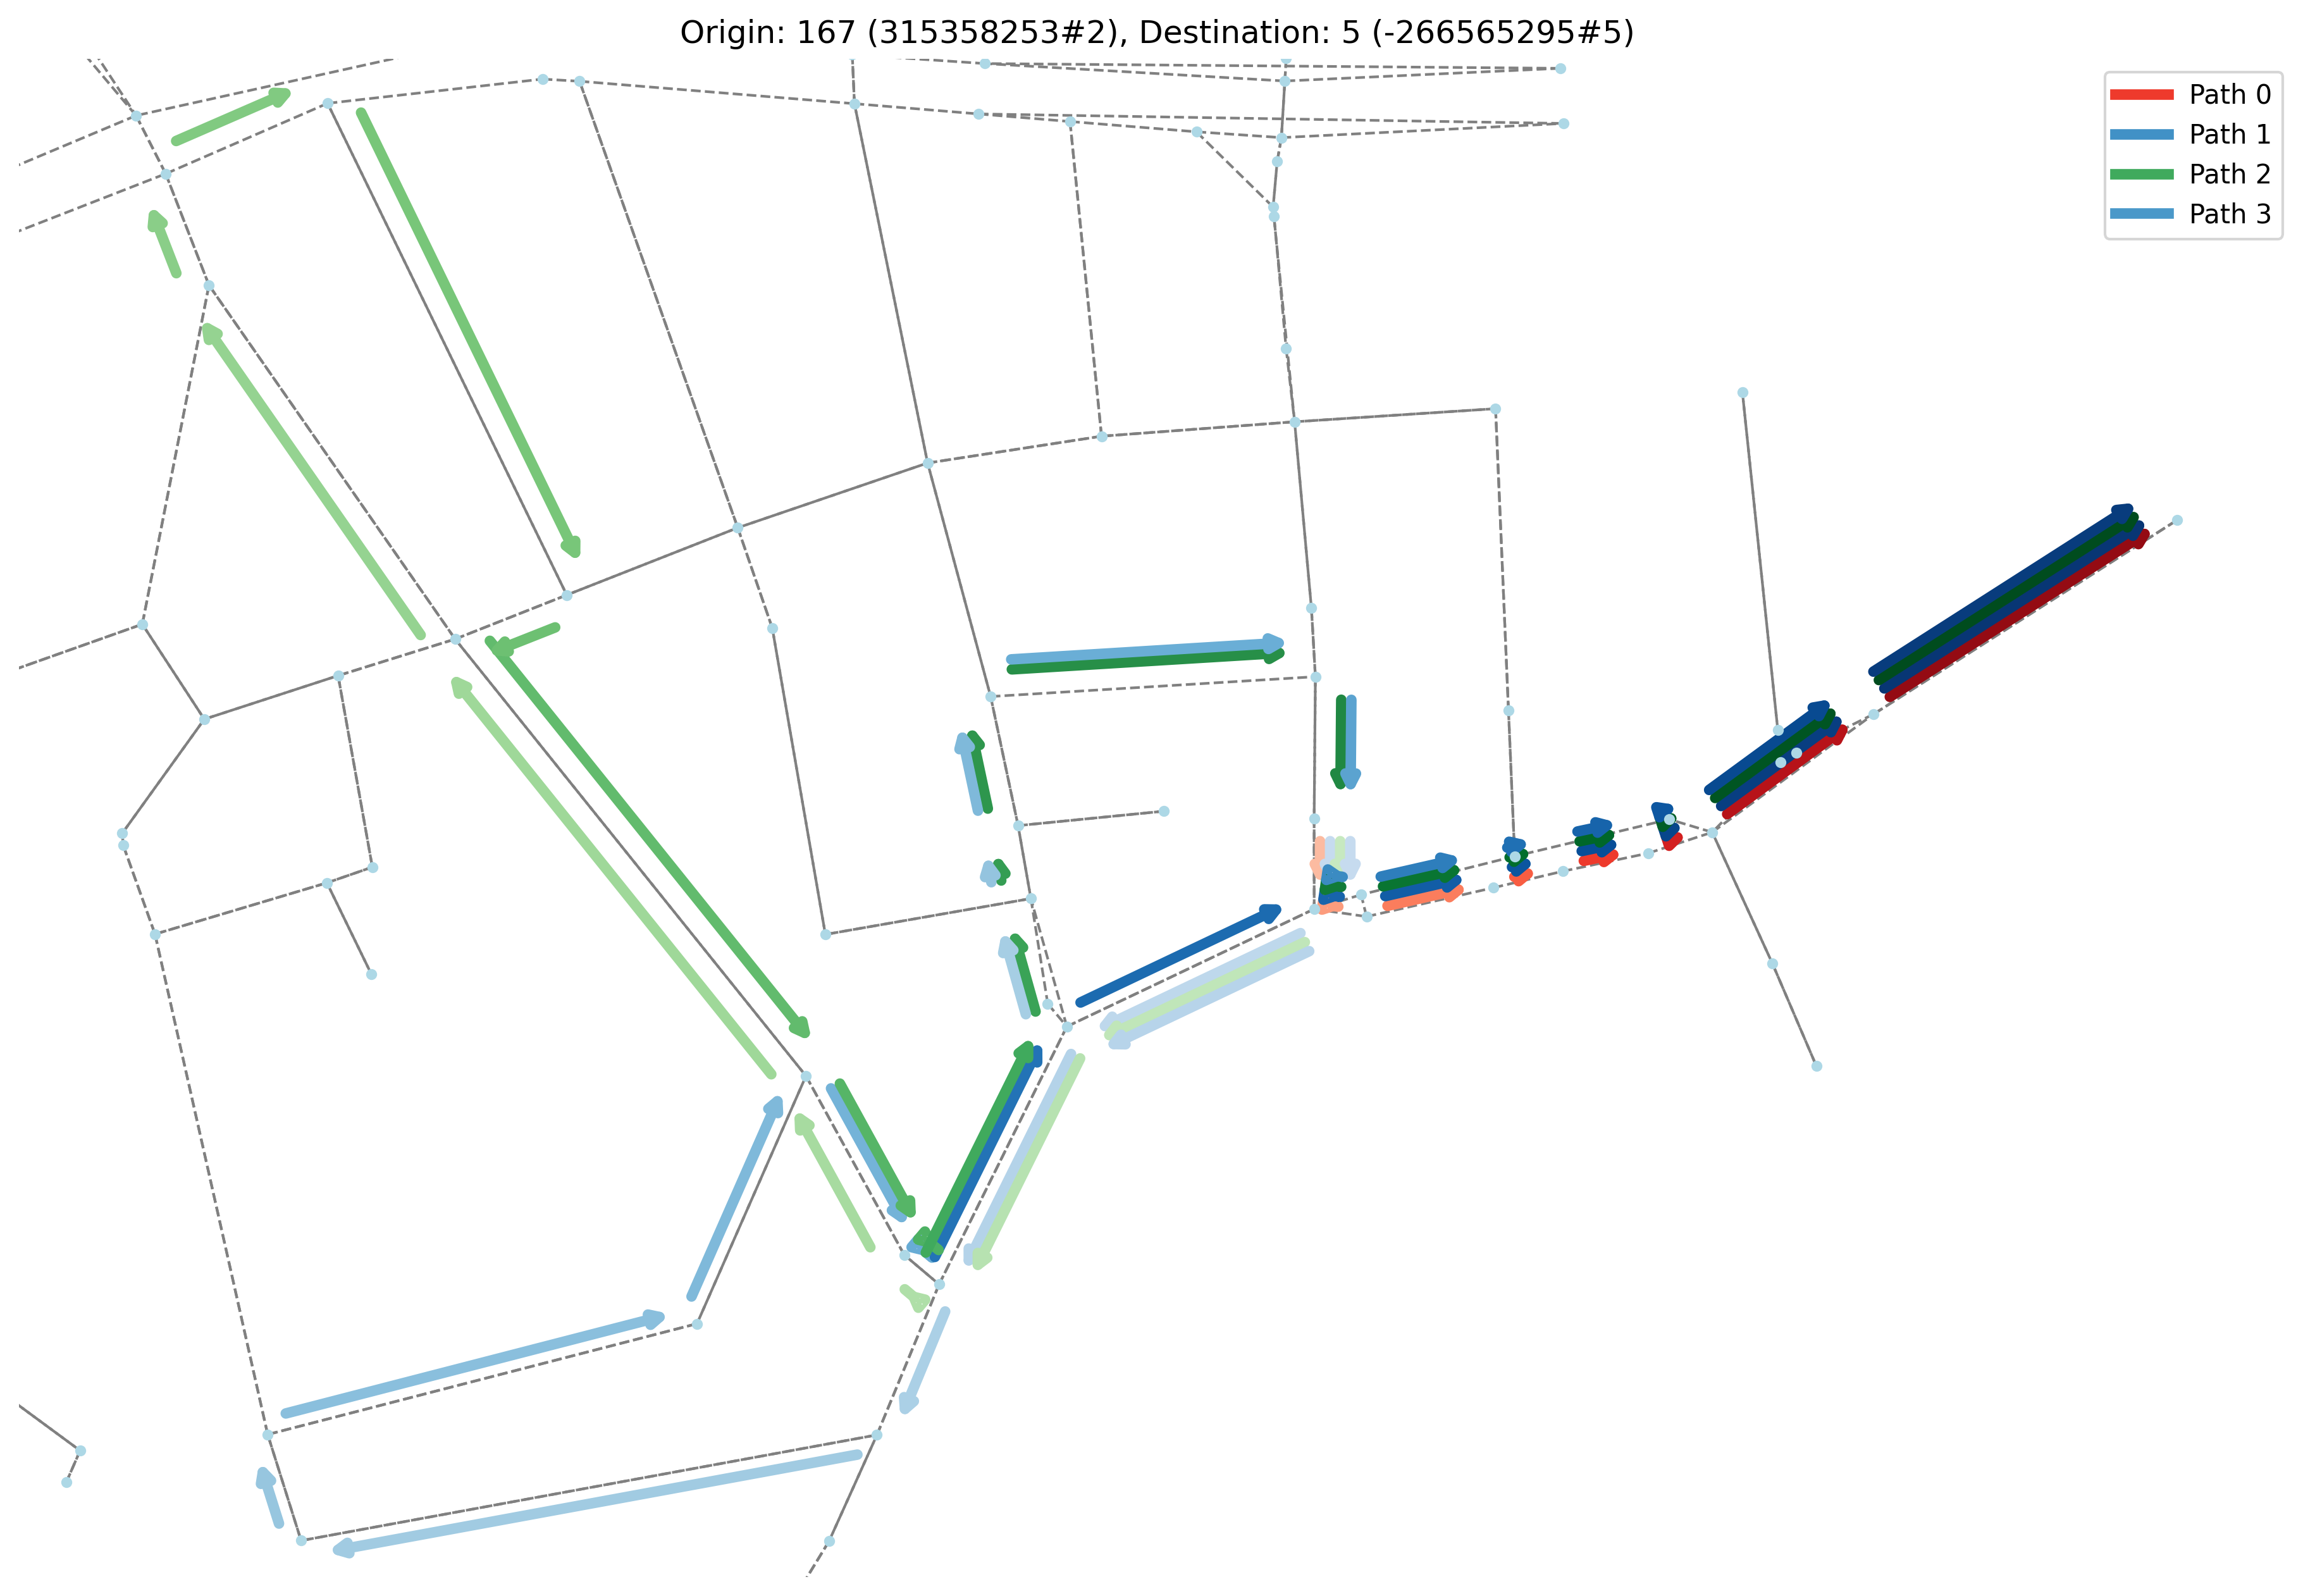 Origin: 167 (315358253#2), Destination: 5 (-266565295#5)
Path 0
Path 1
Path 2
Path 3